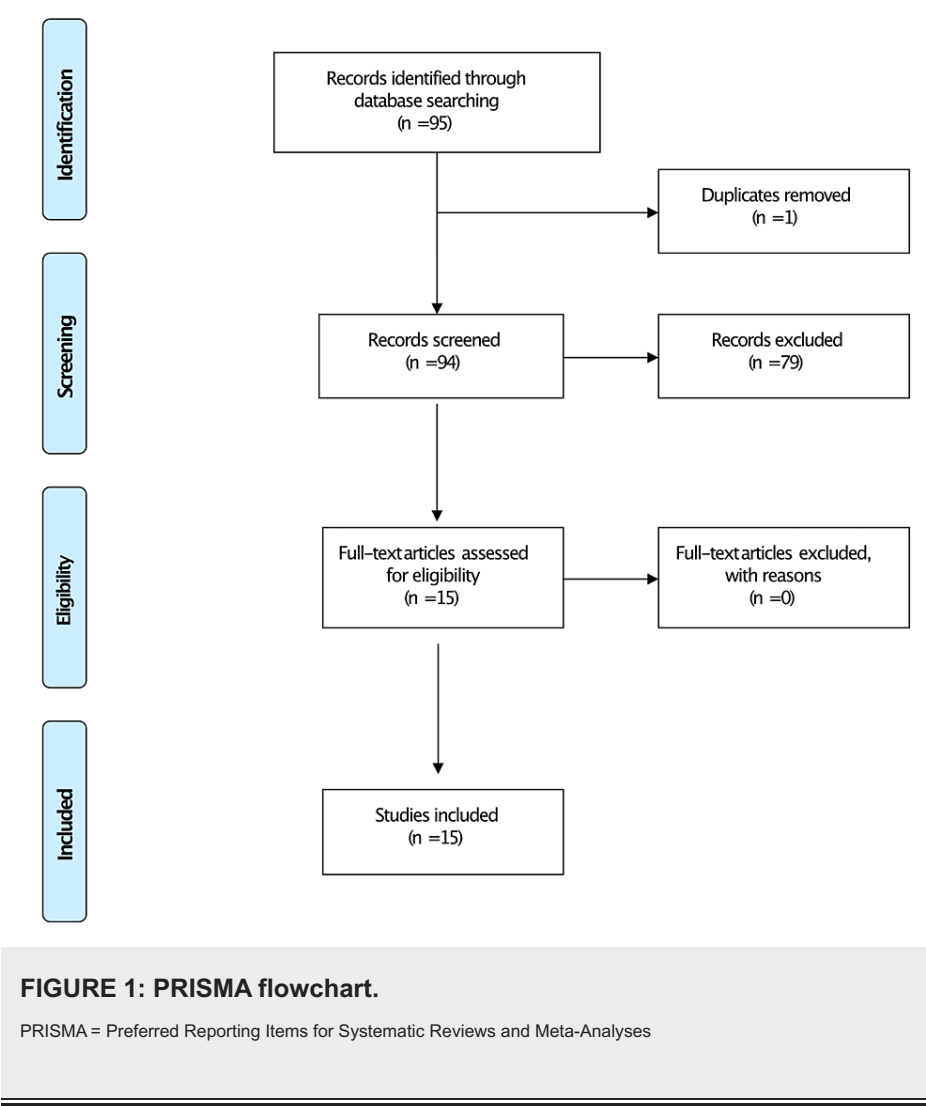 Identification
Records identified through
database searching
(n =95)
Duplicates removed
(n =1)
Screening
Records screened
(n =94)
Records excluded
(n =79)
Eligibility
Full–text articles assessed
for eligibility
(n =15)
Full–text articles excluded,
with reasons
(n =0)
Included
Studies included
(n =15)
FIGURE 1: PRISMA flowchart.
PRISMA = Preferred Reporting Items for Systematic Reviews and Meta-Analyses